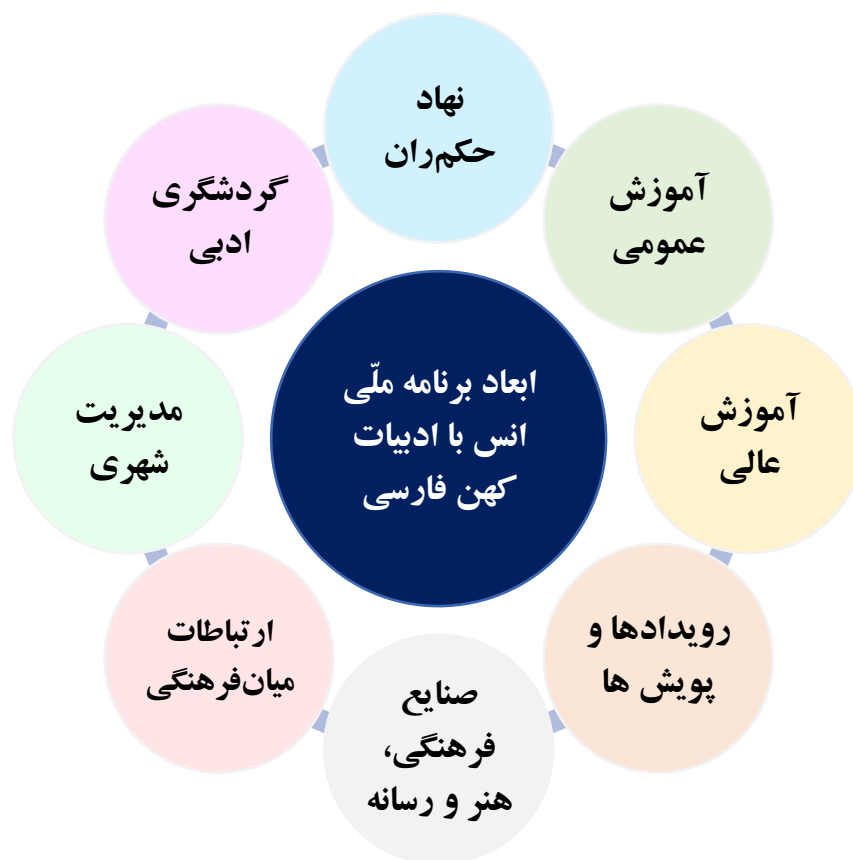 نهاد
حکم‌ران
آموزش
عمومی
آموزش
عالی
رویدادها و
پویش ها
صنایع
فرهنگی،
هنر و رسانه
ارتباطات
میان‌فرهنگی
مدیریت
شهری
گردشگری
ادبی
ابعاد برنامه ملّی
انس با ادبیات
کهن فارسی